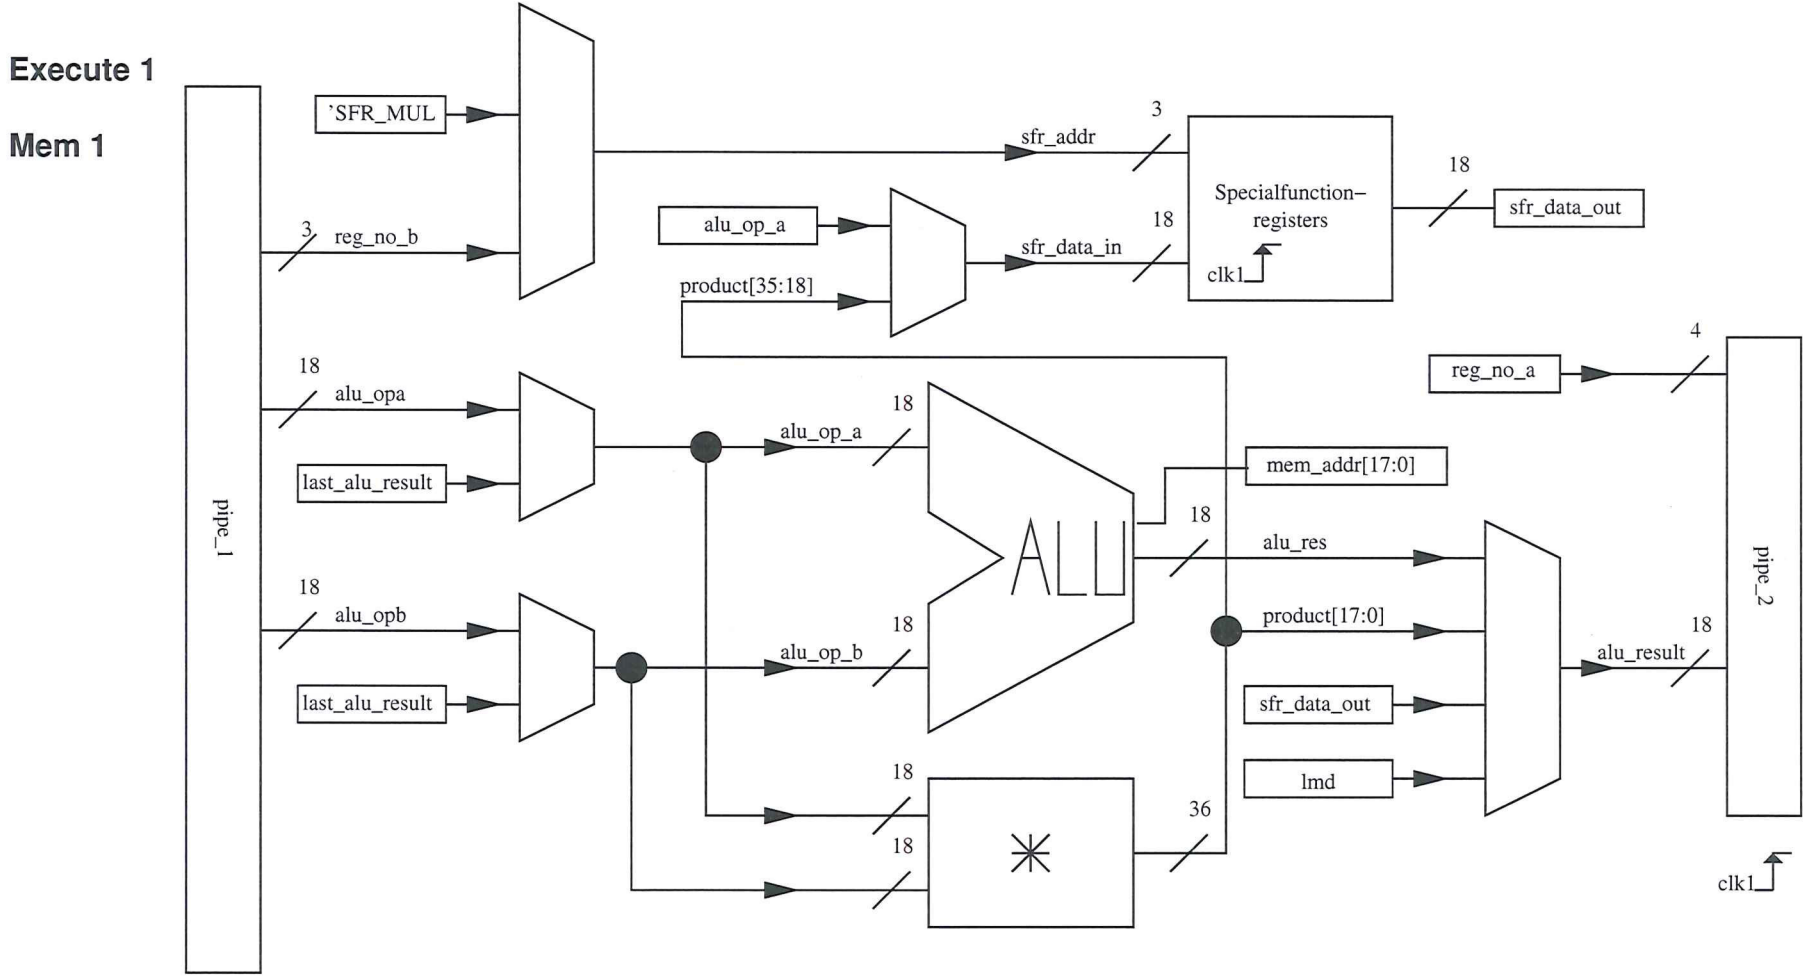 Execute 1
Mem 1
'SFR_MUL
3
reg_no_b
sfr_addr
3
alu_op_a
product[35:18]
sfr_data_in
18
Specialfunction–
registers
clk1
18
sfr_data_out
18
alu_opa
last_alu_result
pipe_1
18
alu_opb
last_alu_result
alu_op_a
18
alu_op_b
18
ALU
mem_addr[17:0]
18
alu_res
product[17:0]
sfr_data_out
lmd
reg_no_a
4
alu_result
18
pipe_2
18
18
*
36
clk1